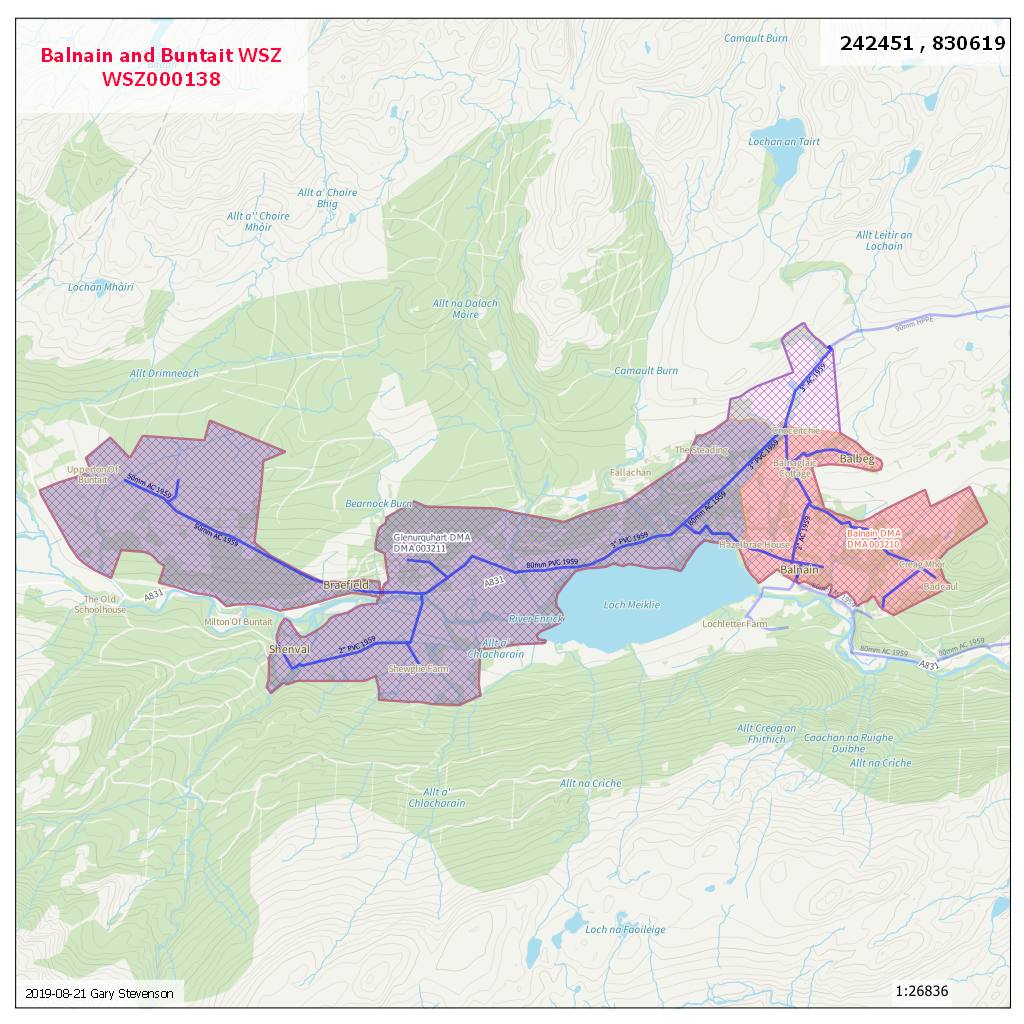 Balnain and Buntait WSZ
WSZ000138
242451 , 830619
Camault Burn
Lochan an Tairt
Allt a' Choire
Bhig
Allt a'' Choire
Mhòir
Allt Leitir an
Lochain
Lochan Mhàiri
Allt na Dalach
Mòire
90mm HPPE
Allt Drimneach
Camault Burn
3" AC 1959
Cnoceitchie
The Steading
3" PVC 1959
Balnaglaic
Cottage
Balbeg
Upperton Of
Buntait
50mm AC 1959
Fallachan
Bearnock Burn
80mm AC 1959
50mm AC 1959
Glenurquhart DMA
DMA 003211
3" PVC 1959
2" AC 1959
Balnain DMA
DMA 003210
Hazelbrae House
80mm PVC 1959
Creag Mhor
Balnain
Braefield
A831
Badcaul
The Old
Schoolhouse
A831
Loch Meiklie
River Enrick
Milton Of Buntait
Lochletter Farm
Shenval
2" PVC 1959
Allt a'
Chlacharain
80mm AC 1959
80mm AC 1959
A831
Shewglie Farm
Allt Creag an
Fhithich
Caochan na Ruighe
Duibhe
Allt na Criche
Allt na Criche
Allt a'
Chlacharain
Loch na Faoileige
2019-08-21 Gary Stevenson
1:26836